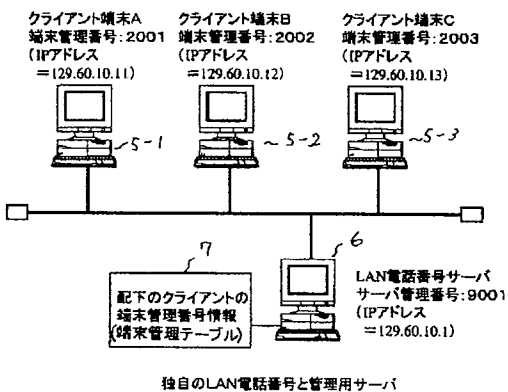 クライアント端末A
端末管理番号:2001
(IPアドレス
=129.60.10.11)
クライアント端末B
端末管理番号:2002
(IPアドレス
=129.60.10.12)
クライアント端末C
端末管理番号:2003
(IPアドレス
=129.60.10.13)
5-1
5-2
5-3
7
6
配下のクライアントの
端末管理番号情報
(端末管理テーブル)
LAN電話番号サーバ
サーバ管理番号:9001
(IPアドレス
=129.60.10.1)
独自のLAN電話番号と管理用サーバ